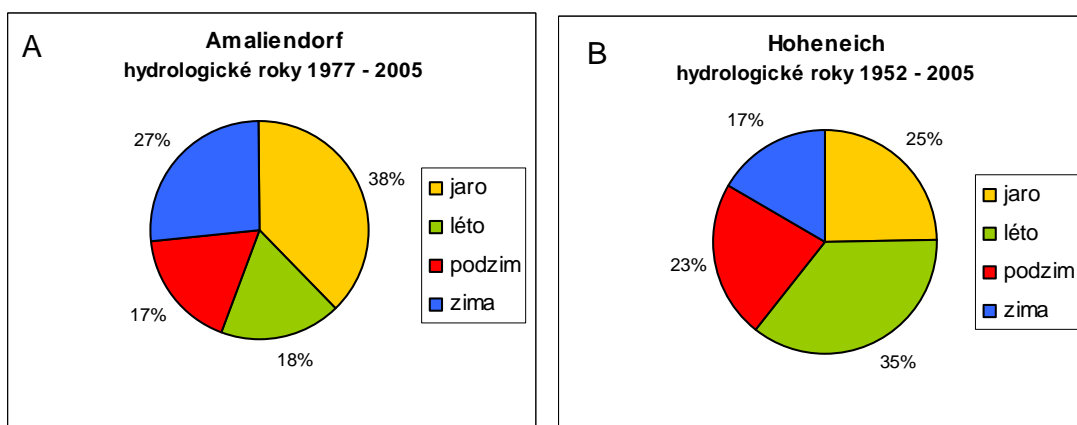 A
Amaliendorf
hydrologické roky 1977 - 2005
27%
38%
17%
18%
jaro
léto
podzim
zima
B
Hoheneich
hydrologické roky 1952 - 2005
17%
25%
23%
35%
jaro
léto
podzim
zima